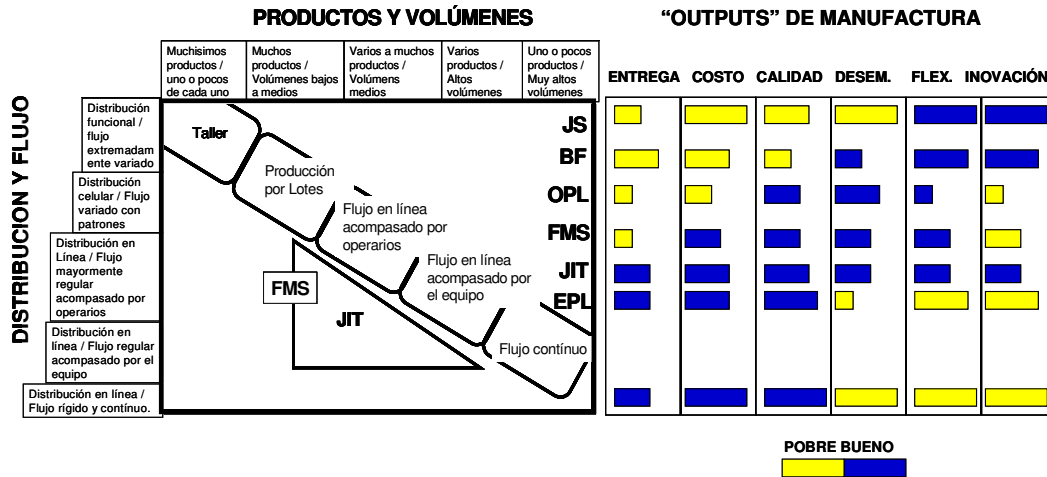 PRODUCTOS Y VOLÚMENES
“OUTPUTS” DE MANUFACTURA
Muchisimos
productos /
uno o pocos
de cada uno
Muchos
productos /
Volúmenes bajos
a medios
Varios a muchos
productos /
Volúmens
medios
Varios
productos /
Altos
volúmenes
Uno o pocos
productos /
Muy altos
volúmenes
ENTREGA
COSTO
CALIDAD
DESEM.
FLEX.
INOVACIÓN
DISTRIBUCION Y FLUJO
Distribución
funcional /
flujo
extremadam
ente variado
Distribución
celular / Flujo
variado con
patrones
Distribución en
Línea / Flujo
mayormente
regular
acompasado por
operarios
Distribución en
línea / Flujo regular
acompasado por el
equipo
Distribución en línea /
Flujo rígido y contínuo.
Taller
Producción
por Lotes
Flujo en línea
acompasado por
operarios
Flujo en línea
acompasado por
el equipo
Flujo contínuo
FMS
JIT
JS
BF
OPL
FMS
JIT
EPL
POBRE BUENO